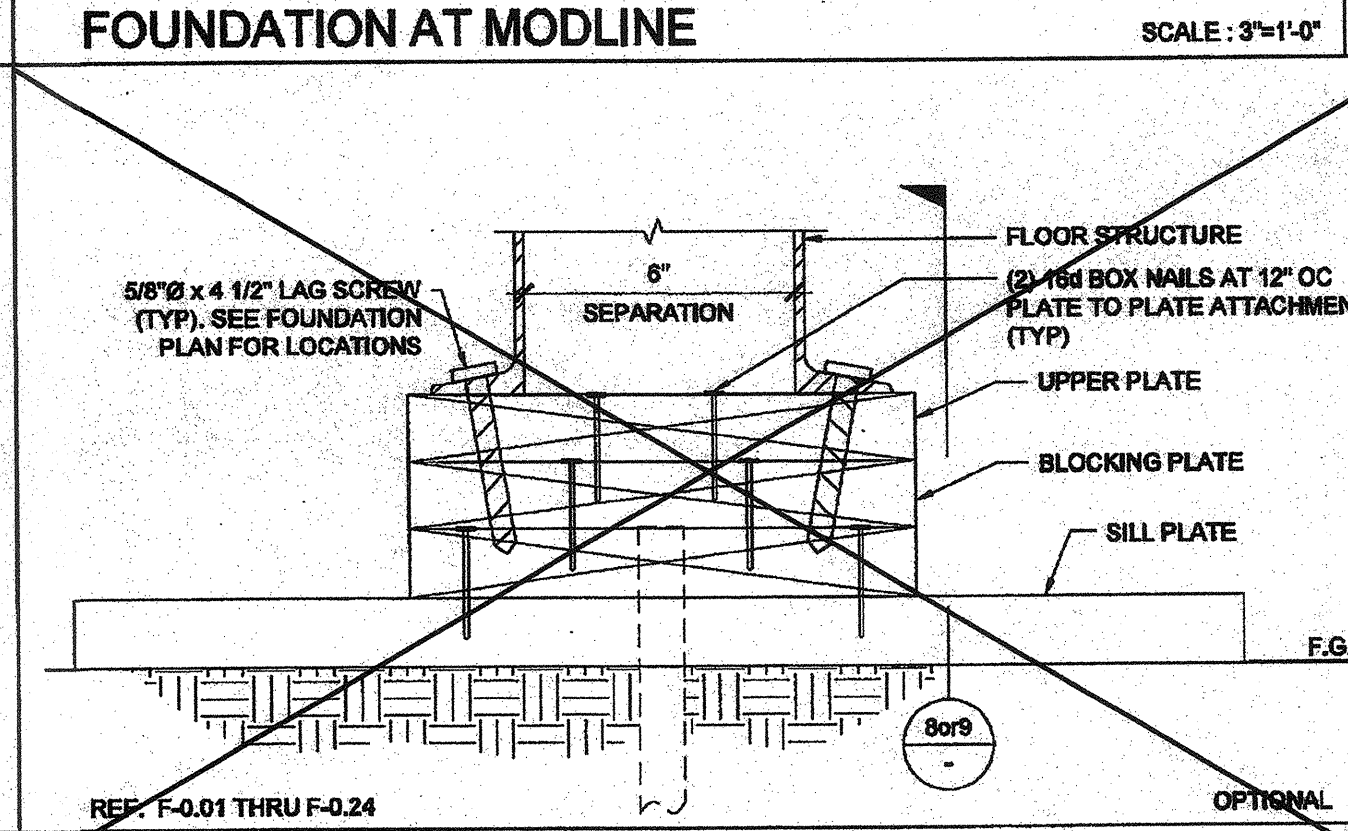 FOUNDATION AT MODLINE
SCALE : 3"=1'-0"
FLOOR STRUCTURE
6"
SEPARATION
5/8"Ø x 4 1/2" LAG SCREW
(TYP). SEE FOUNDATION
PLAN FOR LOCATIONS
(2) 16d BOX NAILS AT 12" OC
PLATE TO PLATE ATTACHMEN
(TYP)
UPPER PLATE
BLOCKING PLATE
SILL PLATE
F.G.
8or9
-
REF. F-0.01 THRU F-0.24
OPTIONAL